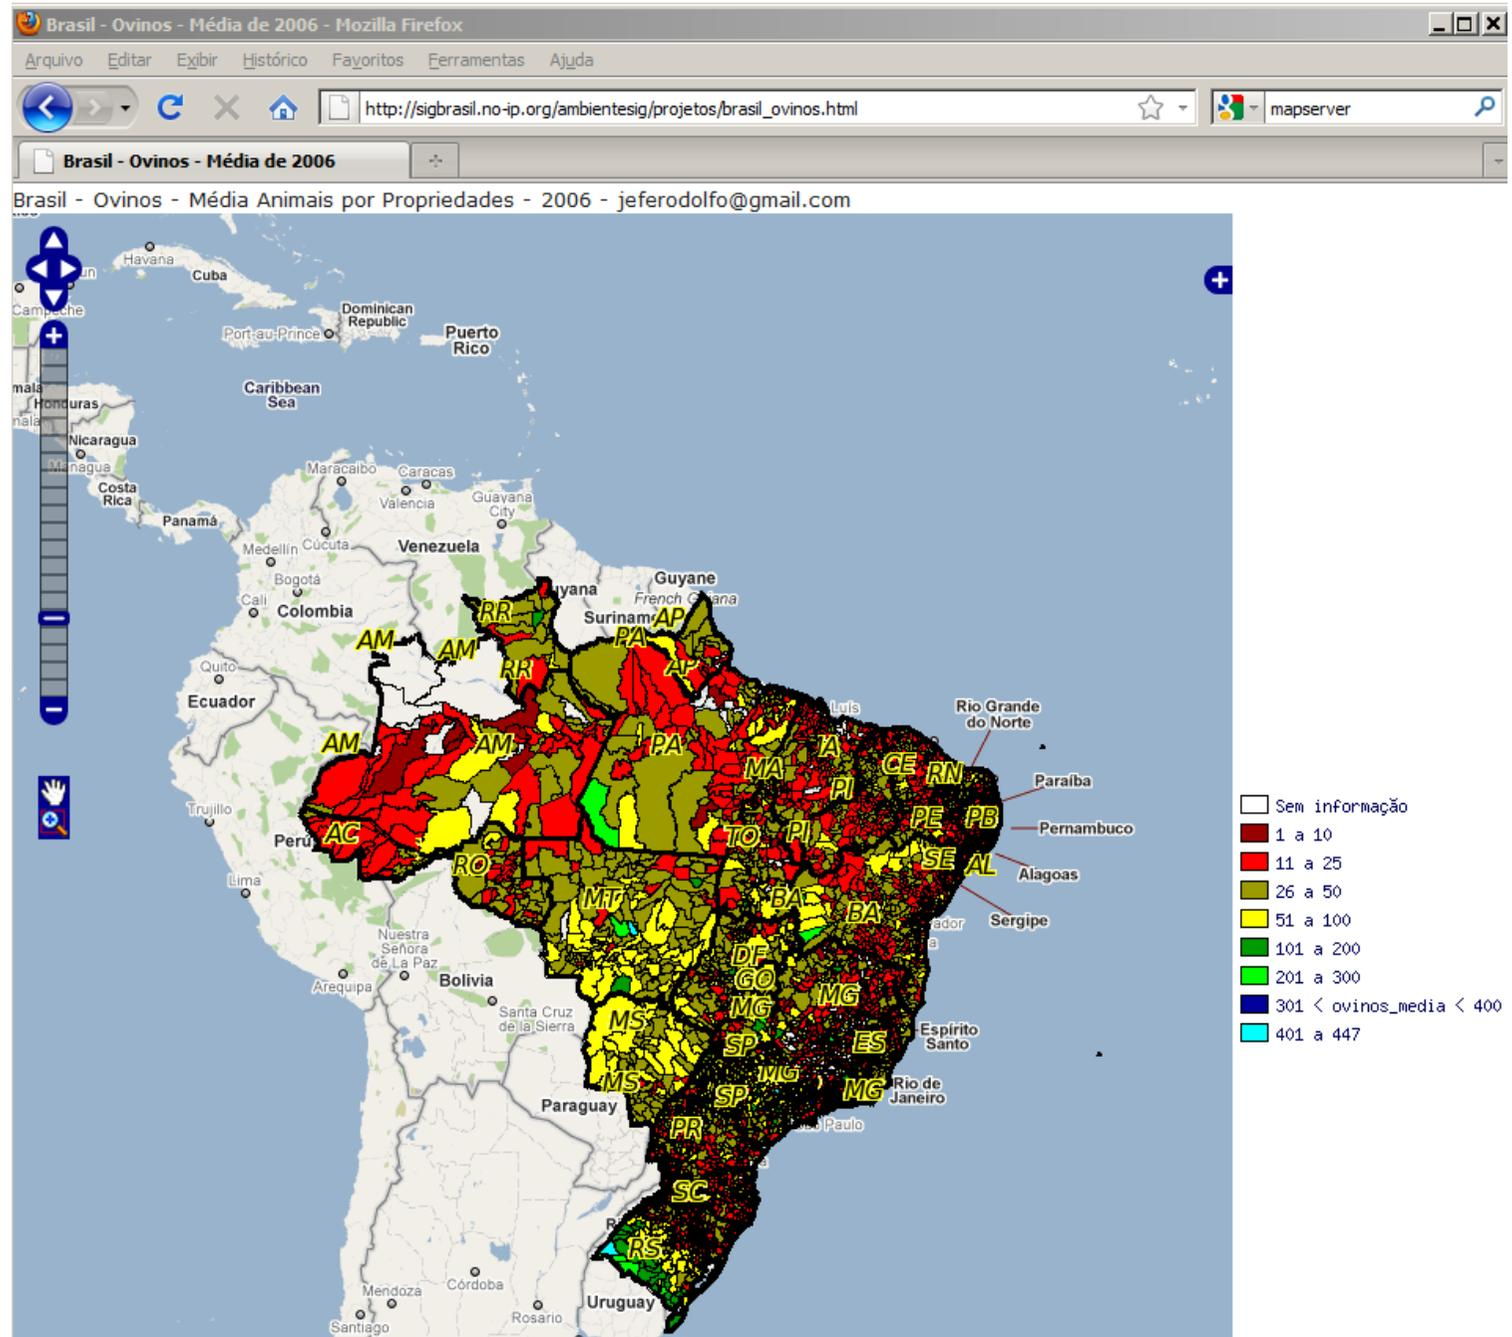 Brasil - Ovinos - Média de 2006 - Mozilla Firefox
Arquivo Editar Exibir Histórico Favoritos Ferramentas Ajuda
http://sigbrasil.no-ip.org/ambientesig/projetos/brasil_ovinos.html
mapserver
Brasil - Ovinos - Média de 2006
Brasil - Ovinos - Média Animais por Propriedades - 2006 - jeferodolfo@gmail.com
Havana
Cuba
Campeche
Dominican
Republic
Port-au-Prince
Puerto
Rico
Caribbean
Sea
Honduras
Nicaragua
Managua
Costa
Rica
Panamá
Maracaibo
Caracas
Valencia
Guayana
City
Medellín
Cúcuta
Venezuela
Bogotá
Cali
Colombia
Guyane
French Guiana
Suriname
RR
AP
PA
AM
AM
RR
AP
Quito
Ecuador
AM
AM
PA
MA
PI
CE
RN
Rio Grande
do Norte
Paraíba
PE
PB
Pernambuco
Trujillo
Perú
AC
RO
TO
PI
SE
AL
Alagoas
Lima
MT
BA
BA
Sergipe
Nuestra
Señora
de La Paz
Arequipa
Bolivia
Santa Cruz
de la Sierra
DF
GO
MG
MG
MS
SP
ES
Espírito
Santo
MS
MG
SP
MG
Rio de
Janeiro
Paraguay
Paulo
PR
SC
RS
Uruguay
Córdoba
Mendoza
Rosario
Santiago
Sem informação
1 a 10
11 a 25
26 a 50
51 a 100
101 a 200
201 a 300
301 < ovinos_media < 400
401 a 447